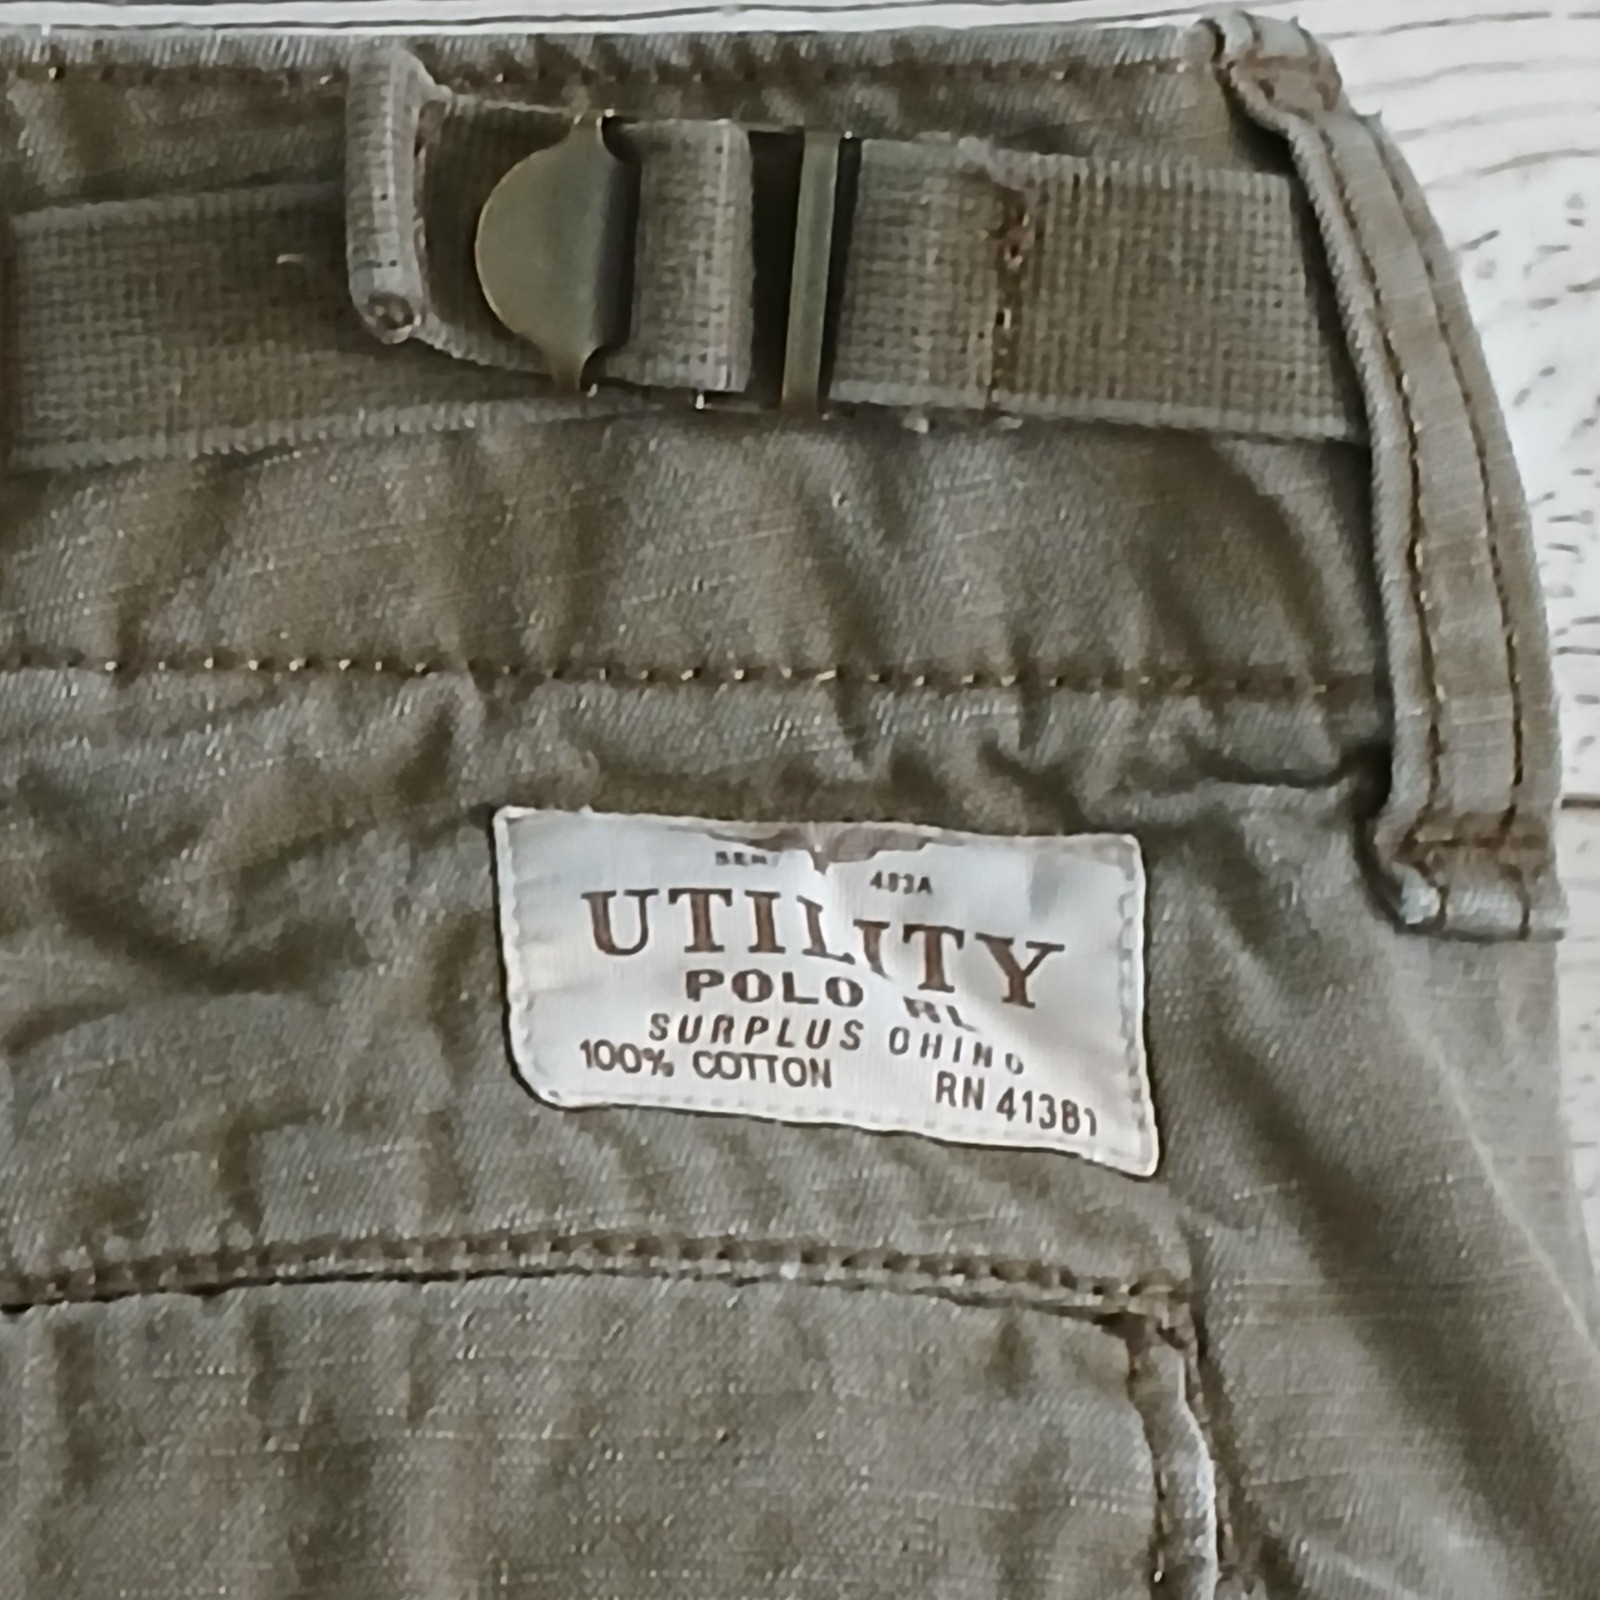 UTILITY
POLO RL
SURPLUS CHINO
100% COTTON RN 41381